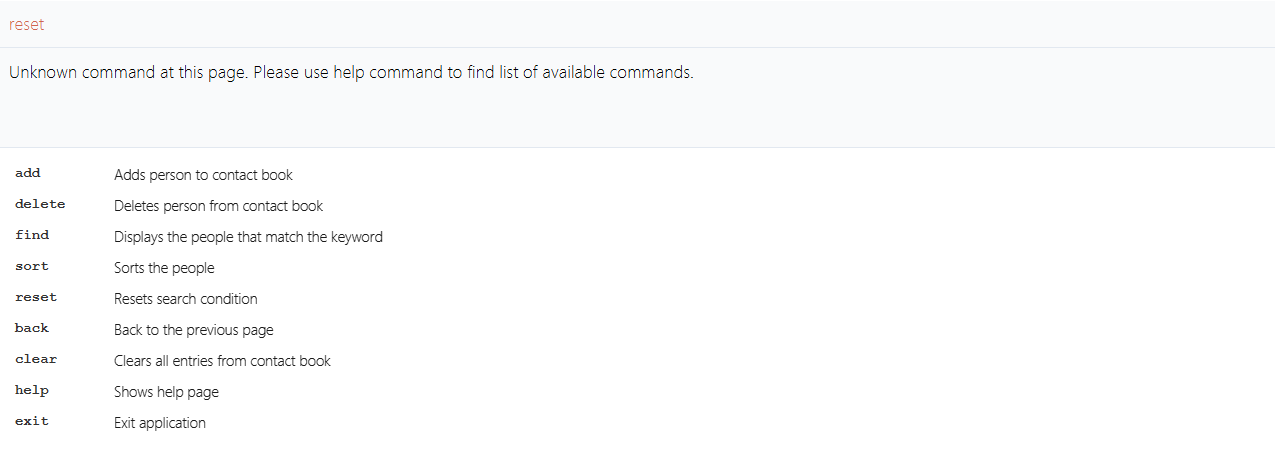 reset
Unknown command at this page. Please use help command to find list of available commands.
add Adds person to contact book
delete Deletes person from contact book
find Displays the people that match the keyword
sort Sorts the people
reset Resets search condition
back Back to the previous page
clear Clears all entries from contact book
help Shows help page
exit Exit application